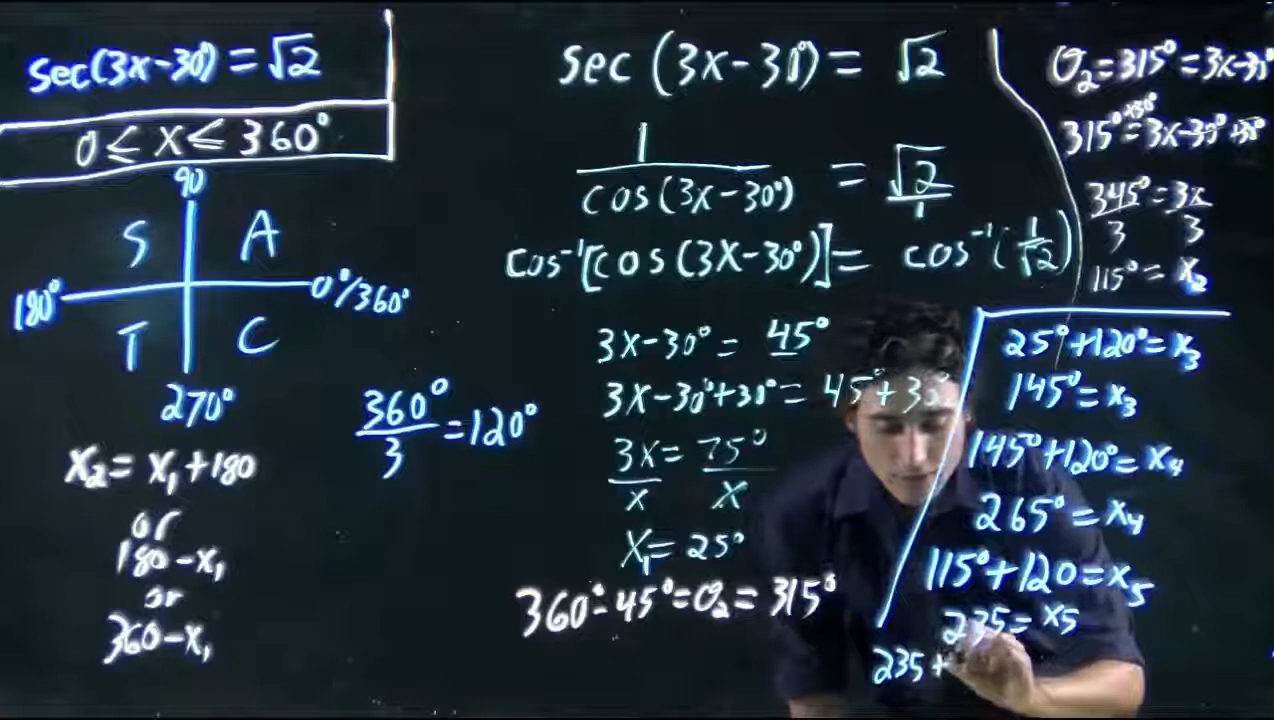 sec(3x-30°) = √2
0 ≤ x ≤ 360°
90
S A
180° 0°/360°
T C
270°
x₂ = x₁ + 180
or
180 - x₁
or
360 - x₁
360°/3 = 120°
sec (3x-30°) = √2
1/cos(3x-30°) = √2/1
cos⁻¹[cos(3x-30°)] = cos⁻¹(1/√2)
3x-30° = 45°
3x-30°+30° = 45°+30°
3x/x = 75°/x
x₁ = 25°
360°-45° = θ₂ = 315°
θ₂ = 315° = 3x-30°
315°+30° = 3x-30°+30°
345°/3 = 3x/3
115° = x₂
25°+120° = x₃
145° = x₃
145°+120° = x₄
265° = x₄
115°+120 = x₅
235 = x₅
235 +